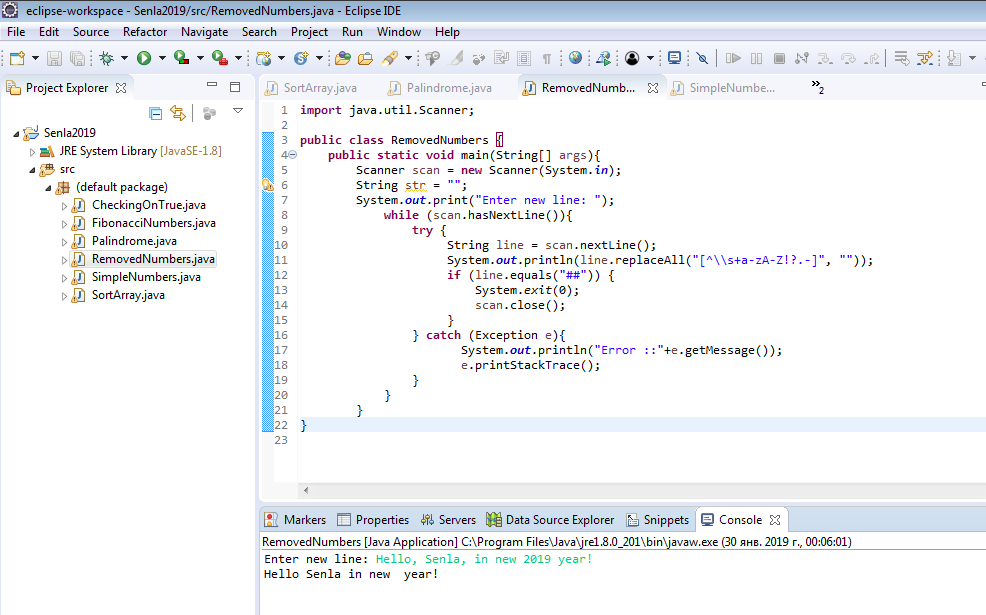 eclipse-workspace - Senla2019/src/RemovedNumbers.java - Eclipse IDE
File Edit Source Refactor Navigate Search Project Run Window Help
Project Explorer
SortArray.java Palindrome.java RemovedNumb... SimpleNumbe... »2
Senla2019
JRE System Library [JavaSE-1.8]
src
(default package)
CheckingOnTrue.java
FibonacciNumbers.java
Palindrome.java
RemovedNumbers.java
SimpleNumbers.java
SortArray.java
1 import java.util.Scanner;
2
3 public class RemovedNumbers {
4 public static void main(String[] args){
5 Scanner scan = new Scanner(System.in);
6 String str = "";
7 System.out.print("Enter new line: ");
8 while (scan.hasNextLine()){
9 try {
10 String line = scan.nextLine();
11 System.out.println(line.replaceAll("[^\\s+a-zA-Z!?.-]", ""));
12 if (line.equals("##")) {
13 System.exit(0);
14 scan.close();
15 }
16 } catch (Exception e){
17 System.out.println("Error ::"+e.getMessage());
18 e.printStackTrace();
19 }
20 }
21 }
22 }
23
Markers Properties Servers Data Source Explorer Snippets Console
RemovedNumbers [Java Application] C:\Program Files\Java\jre1.8.0_201\bin\javaw.exe (30 янв. 2019 г., 00:06:01)
Enter new line: Hello, Senla, in new 2019 year!
Hello Senla in new  year!